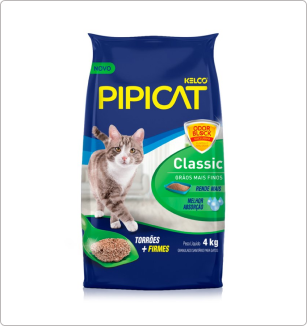 NOVO
KELCO
PIPICAT
ODOR
BLOCK
Classic
GRÃOS MAIS FINOS
RENDE MAIS
MELHOR
ABSORÇÃO
TORRÕES
+ FIRMES
Peso Líquido 4 kg